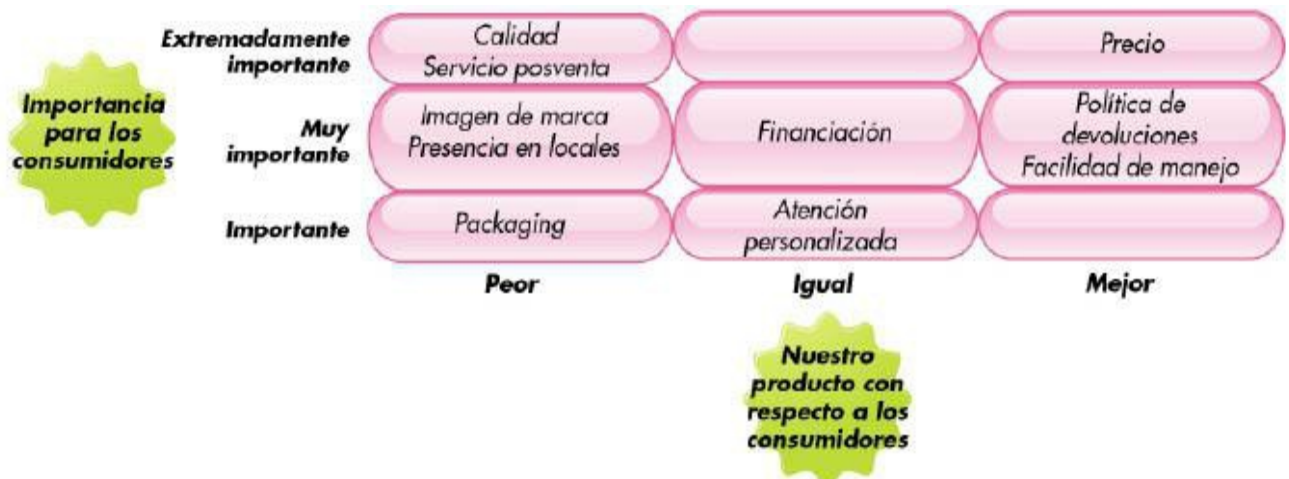 Extremadamente
importante
Calidad
Servicio posventa
Precio
Importancia
para los
consumidores
Muy
importante
Imagen de marca
Presencia en locales
Financiación
Política de
devoluciones
Facilidad de manejo
Importante
Packaging
Atención
personalizada
Peor
Igual
Mejor
Nuestro
producto con
respecto a los
consumidores